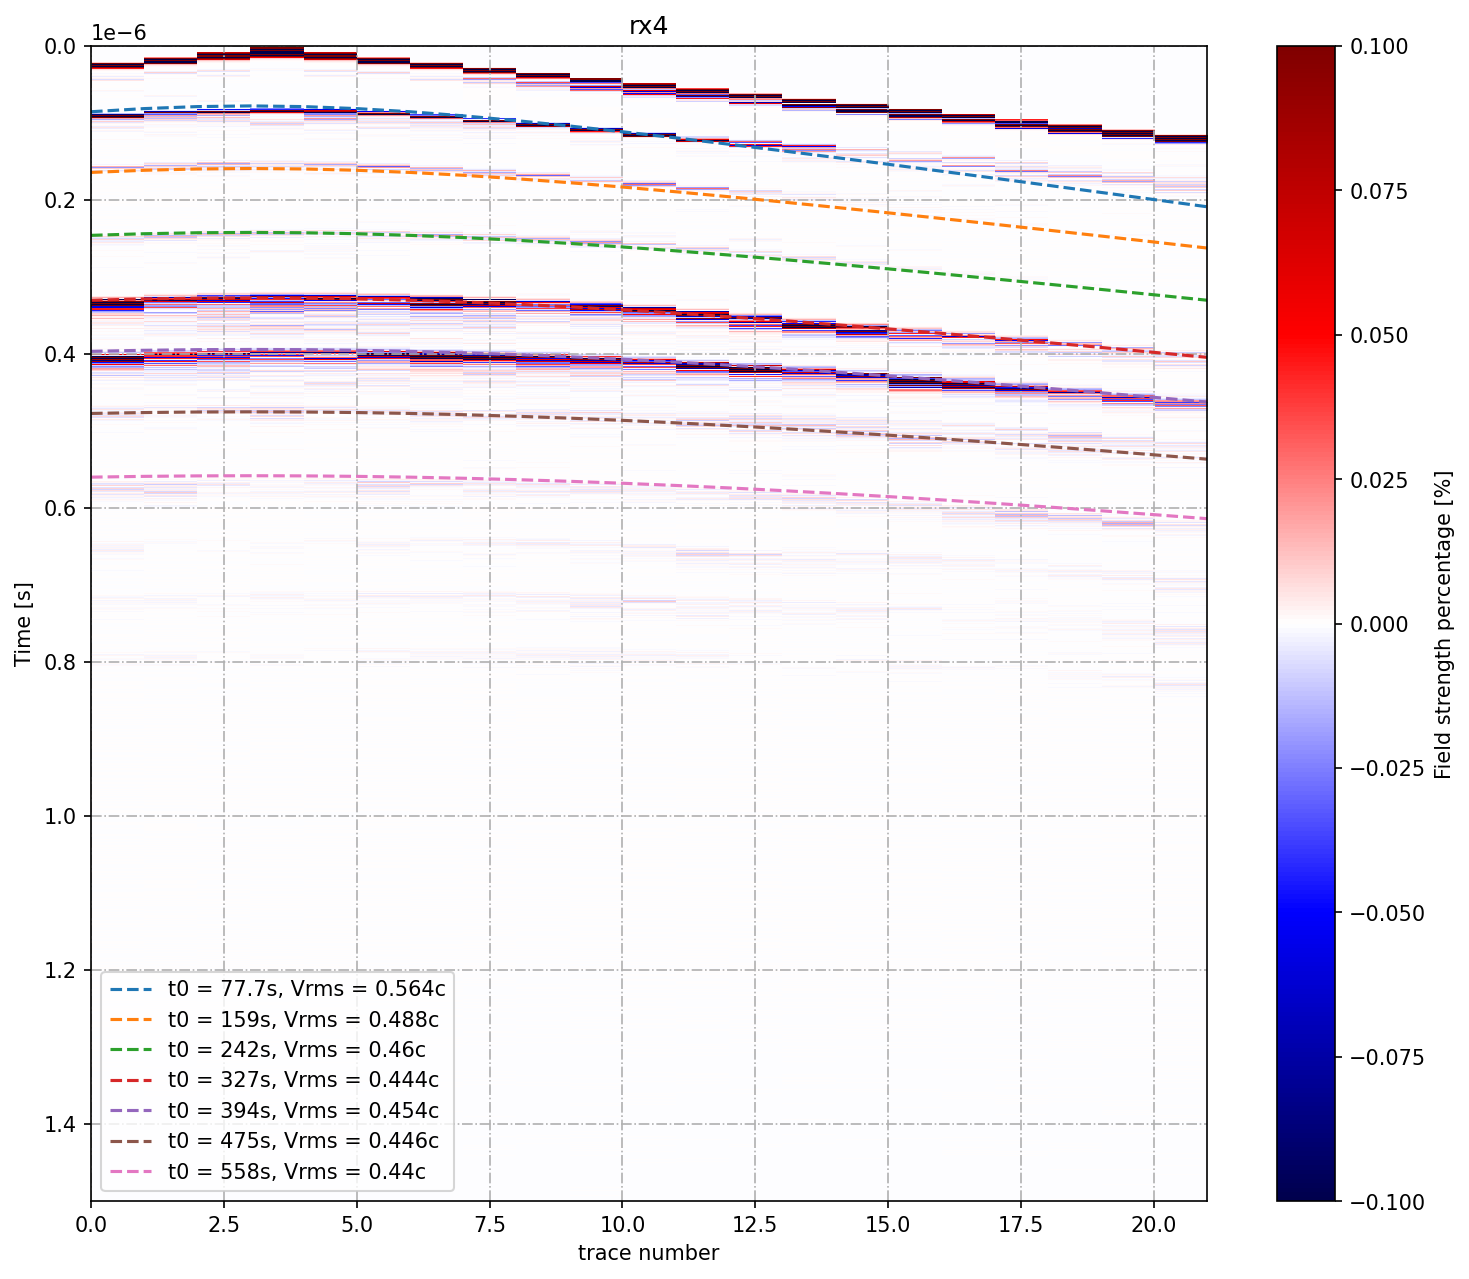 rx4
1e−6
0.0
0.2
0.4
0.6
0.8
1.0
1.2
1.4
Time [s]
t0 = 77.7s, Vrms = 0.564c
t0 = 159s, Vrms = 0.488c
t0 = 242s, Vrms = 0.46c
t0 = 327s, Vrms = 0.444c
t0 = 394s, Vrms = 0.454c
t0 = 475s, Vrms = 0.446c
t0 = 558s, Vrms = 0.44c
0.0 2.5 5.0 7.5 10.0 12.5 15.0 17.5 20.0
trace number
0.100
0.075
0.050
0.025
0.000
−0.025
−0.050
−0.075
−0.100
Field strength percentage [%]